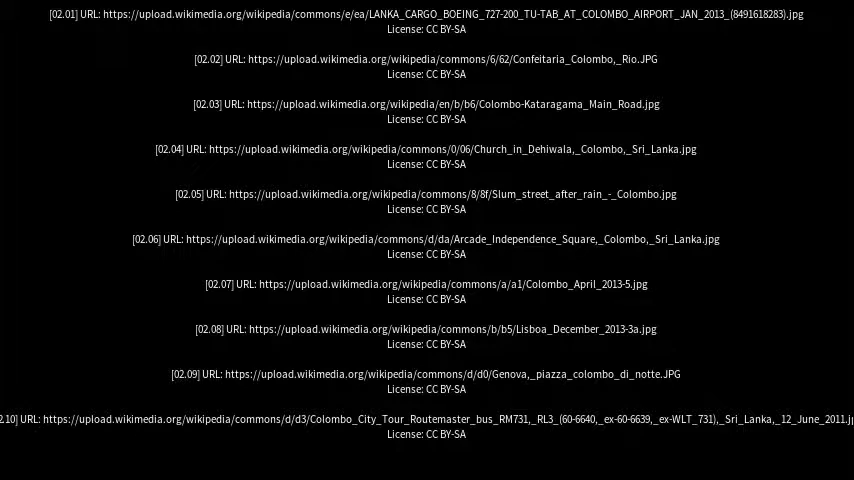 [02.01] URL: https://upload.wikimedia.org/wikipedia/commons/e/ea/LANKA_CARGO_BOEING_727-200_TU-TAB_AT_COLOMBO_AIRPORT_JAN_2013_(8491618283).jpg
License: CC BY-SA
[02.02] URL: https://upload.wikimedia.org/wikipedia/commons/6/62/Confeitaria_Colombo,_Rio.JPG
License: CC BY-SA
[02.03] URL: https://upload.wikimedia.org/wikipedia/en/b/b6/Colombo-Kataragama_Main_Road.jpg
License: CC BY-SA
[02.04] URL: https://upload.wikimedia.org/wikipedia/commons/0/06/Church_in_Dehiwala,_Colombo,_Sri_Lanka.jpg
License: CC BY-SA
[02.05] URL: https://upload.wikimedia.org/wikipedia/commons/8/8f/Slum_street_after_rain_-_Colombo.jpg
License: CC BY-SA
[02.06] URL: https://upload.wikimedia.org/wikipedia/commons/d/da/Arcade_Independence_Square,_Colombo,_Sri_Lanka.jpg
License: CC BY-SA
[02.07] URL: https://upload.wikimedia.org/wikipedia/commons/a/a1/Colombo_April_2013-5.jpg
License: CC BY-SA
[02.08] URL: https://upload.wikimedia.org/wikipedia/commons/b/b5/Lisboa_December_2013-3a.jpg
License: CC BY-SA
[02.09] URL: https://upload.wikimedia.org/wikipedia/commons/d/d0/Genova,_piazza_colombo_di_notte.JPG
License: CC BY-SA
2.10] URL: https://upload.wikimedia.org/wikipedia/commons/d/d3/Colombo_City_Tour_Routemaster_bus_RM731,_RL3_(60-6640,_ex-60-6639,_ex-WLT_731),_Sri_Lanka,_12_June_2011.j
License: CC BY-SA